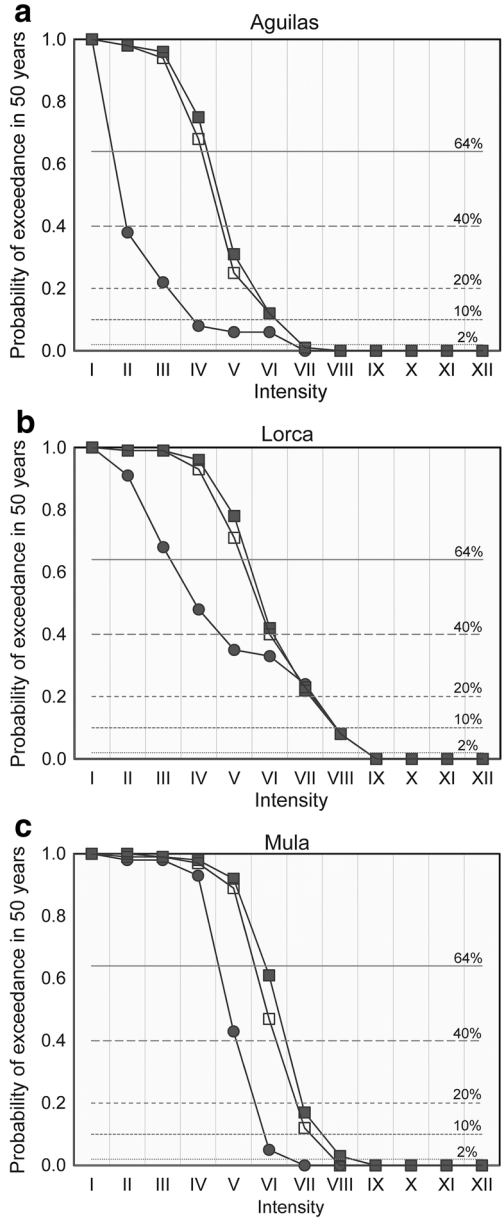 a
Aguilas
Probability of exceedance in 50 years
1.0
0.8
0.6
0.4
0.2
0.0
64%
40%
20%
10%
2%
I II III IV V VI VII VIII IX X XI XII
Intensity
b
Lorca
Probability of exceedance in 50 years
1.0
0.8
0.6
0.4
0.2
0.0
64%
40%
20%
10%
2%
I II III IV V VI VII VIII IX X XI XII
Intensity
c
Mula
Probability of exceedance in 50 years
1.0
0.8
0.6
0.4
0.2
0.0
64%
40%
20%
10%
2%
I II III IV V VI VII VIII IX X XI XII
Intensity